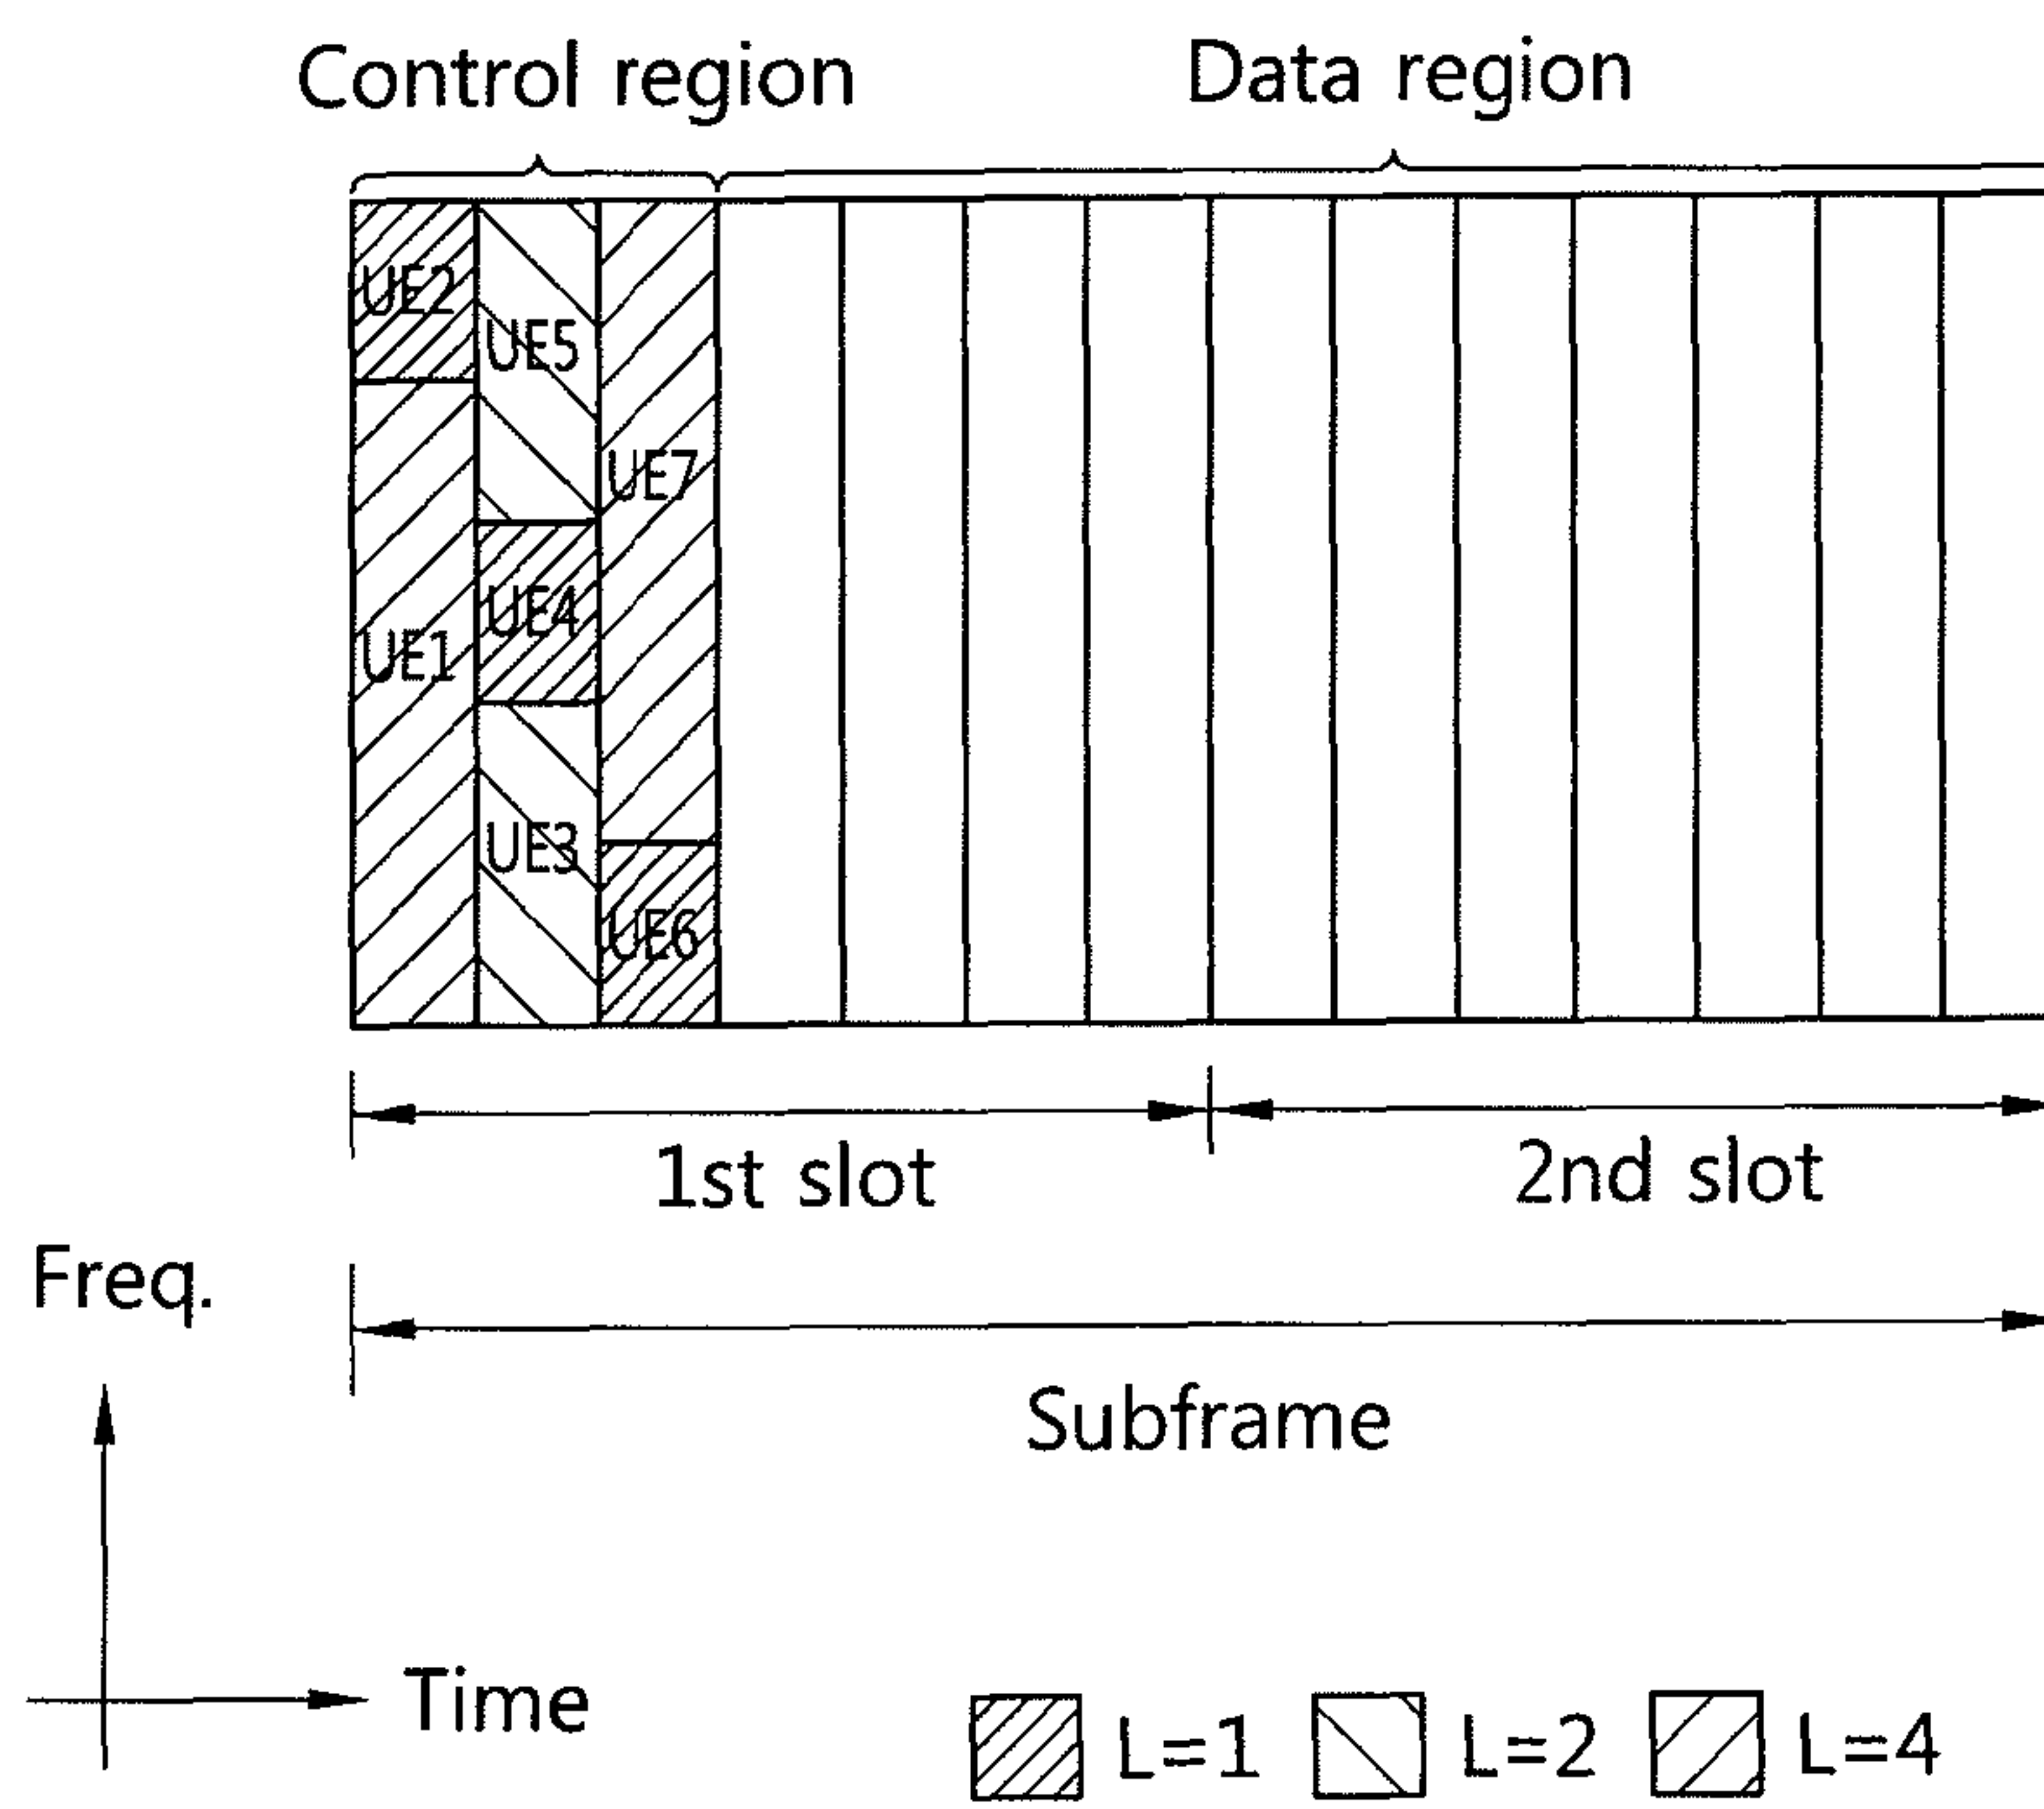 Control region Data region
UE2
UE5
UE7
UE4
UE1
UE3
UE6
1st slot 2nd slot
Freq.
Subframe
Time
L=1 L=2 L=4